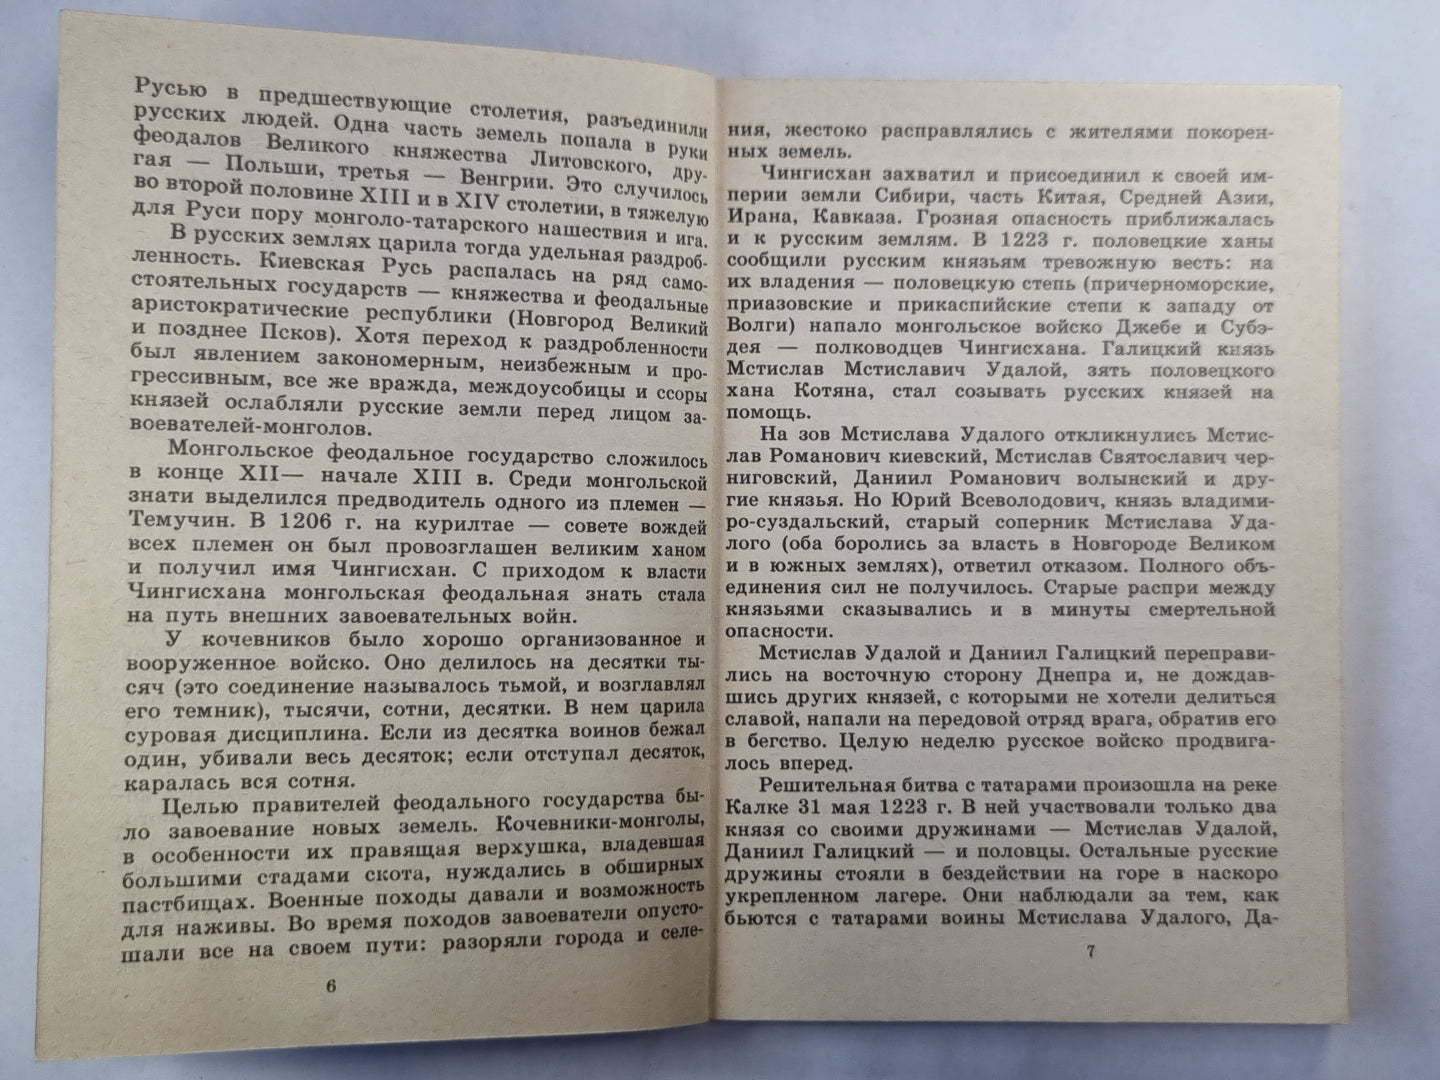 Русью в предшествующие столетия, разъединили
русских людей. Одна часть земель попала в руки
феодалов Великого княжества Литовского, дру-
гая — Польши, третья — Венгрии. Это случилось
во второй половине XIII и в XIV столетии, в тяжелую
для Руси пору монголо-татарского нашествия и ига.
В русских землях царила тогда удельная раздроб-
ленность. Киевская Русь распалась на ряд само-
стоятельных государств — княжества и феодальные
аристократические республики (Новгород Великий
и позднее Псков). Хотя переход к раздробленности
был явлением закономерным, неизбежным и про-
грессивным, все же вражда, междоусобицы и ссоры
князей ослабляли русские земли перед лицом за-
воевателей-монголов.
Монгольское феодальное государство сложилось
в конце XII— начале XIII в. Среди монгольской
знати выделился предводитель одного из племен —
Темучин. В 1206 г. на курилтае — совете вождей
всех племен он был провозглашен великим ханом
и получил имя Чингисхан. С приходом к власти
Чингисхана монгольская феодальная знать стала
на путь внешних завоевательных войн.
У кочевников было хорошо организованное и
вооруженное войско. Оно делилось на десятки ты-
сяч (это соединение называлось тьмой, и возглавлял
его темник), тысячи, сотни, десятки. В нем царила
суровая дисциплина. Если из десятка воинов бежал
один, убивали весь десяток; если отступал десяток,
каралась вся сотня.
Целью правителей феодального государства бы-
ло завоевание новых земель. Кочевники-монголы,
в особенности их правящая верхушка, владевшая
большими стадами скота, нуждались в обширных
пастбищах. Военные походы давали и возможность
для наживы. Во время походов завоеватели опусто-
шали все на своем пути: разоряли города и селе-
6
ния, жестоко расправлялись с жителями покорен-
ных земель.
Чингисхан захватил и присоединил к своей им-
перии земли Сибири, часть Китая, Средней Азии,
Ирана, Кавказа. Грозная опасность приближалась
и к русским землям. В 1223 г. половецкие ханы
сообщили русским князьям тревожную весть: на
их владения — половецкую степь (причерноморские,
приазовские и прикаспийские степи к западу от
Волги) напало монгольское войско Джебе и Субэ-
дея — полководцев Чингисхана. Галицкий князь
Мстислав Мстиславич Удалой, зять половецкого
хана Котяна, стал созывать русских князей на
помощь.
На зов Мстислава Удалого откликнулись Мстис-
лав Романович киевский, Мстислав Святославич чер-
ниговский, Даниил Романович волынский и дру-
гие князья. Но Юрий Всеволодович, князь владими-
ро-суздальский, старый соперник Мстислава Уда-
лого (оба боролись за власть в Новгороде Великом
и в южных землях), ответил отказом. Полного объ-
единения сил не получилось. Старые распри между
князьями сказывались и в минуты смертельной
опасности.
Мстислав Удалой и Даниил Галицкий переправи-
лись на восточную сторону Днепра и, не дождав-
шись других князей, с которыми не хотели делиться
славой, напали на передовой отряд врага, обратив его
в бегство. Целую неделю русское войско продвига-
лось вперед.
Решительная битва с татарами произошла на реке
Калке 31 мая 1223 г. В ней участвовали только два
князя со своими дружинами — Мстислав Удалой,
Даниил Галицкий — и половцы. Остальные русские
дружины стояли в бездействии на горе в наскоро
укрепленном лагере. Они наблюдали за тем, как
бьются с татарами воины Мстислава Удалого, Да-
7